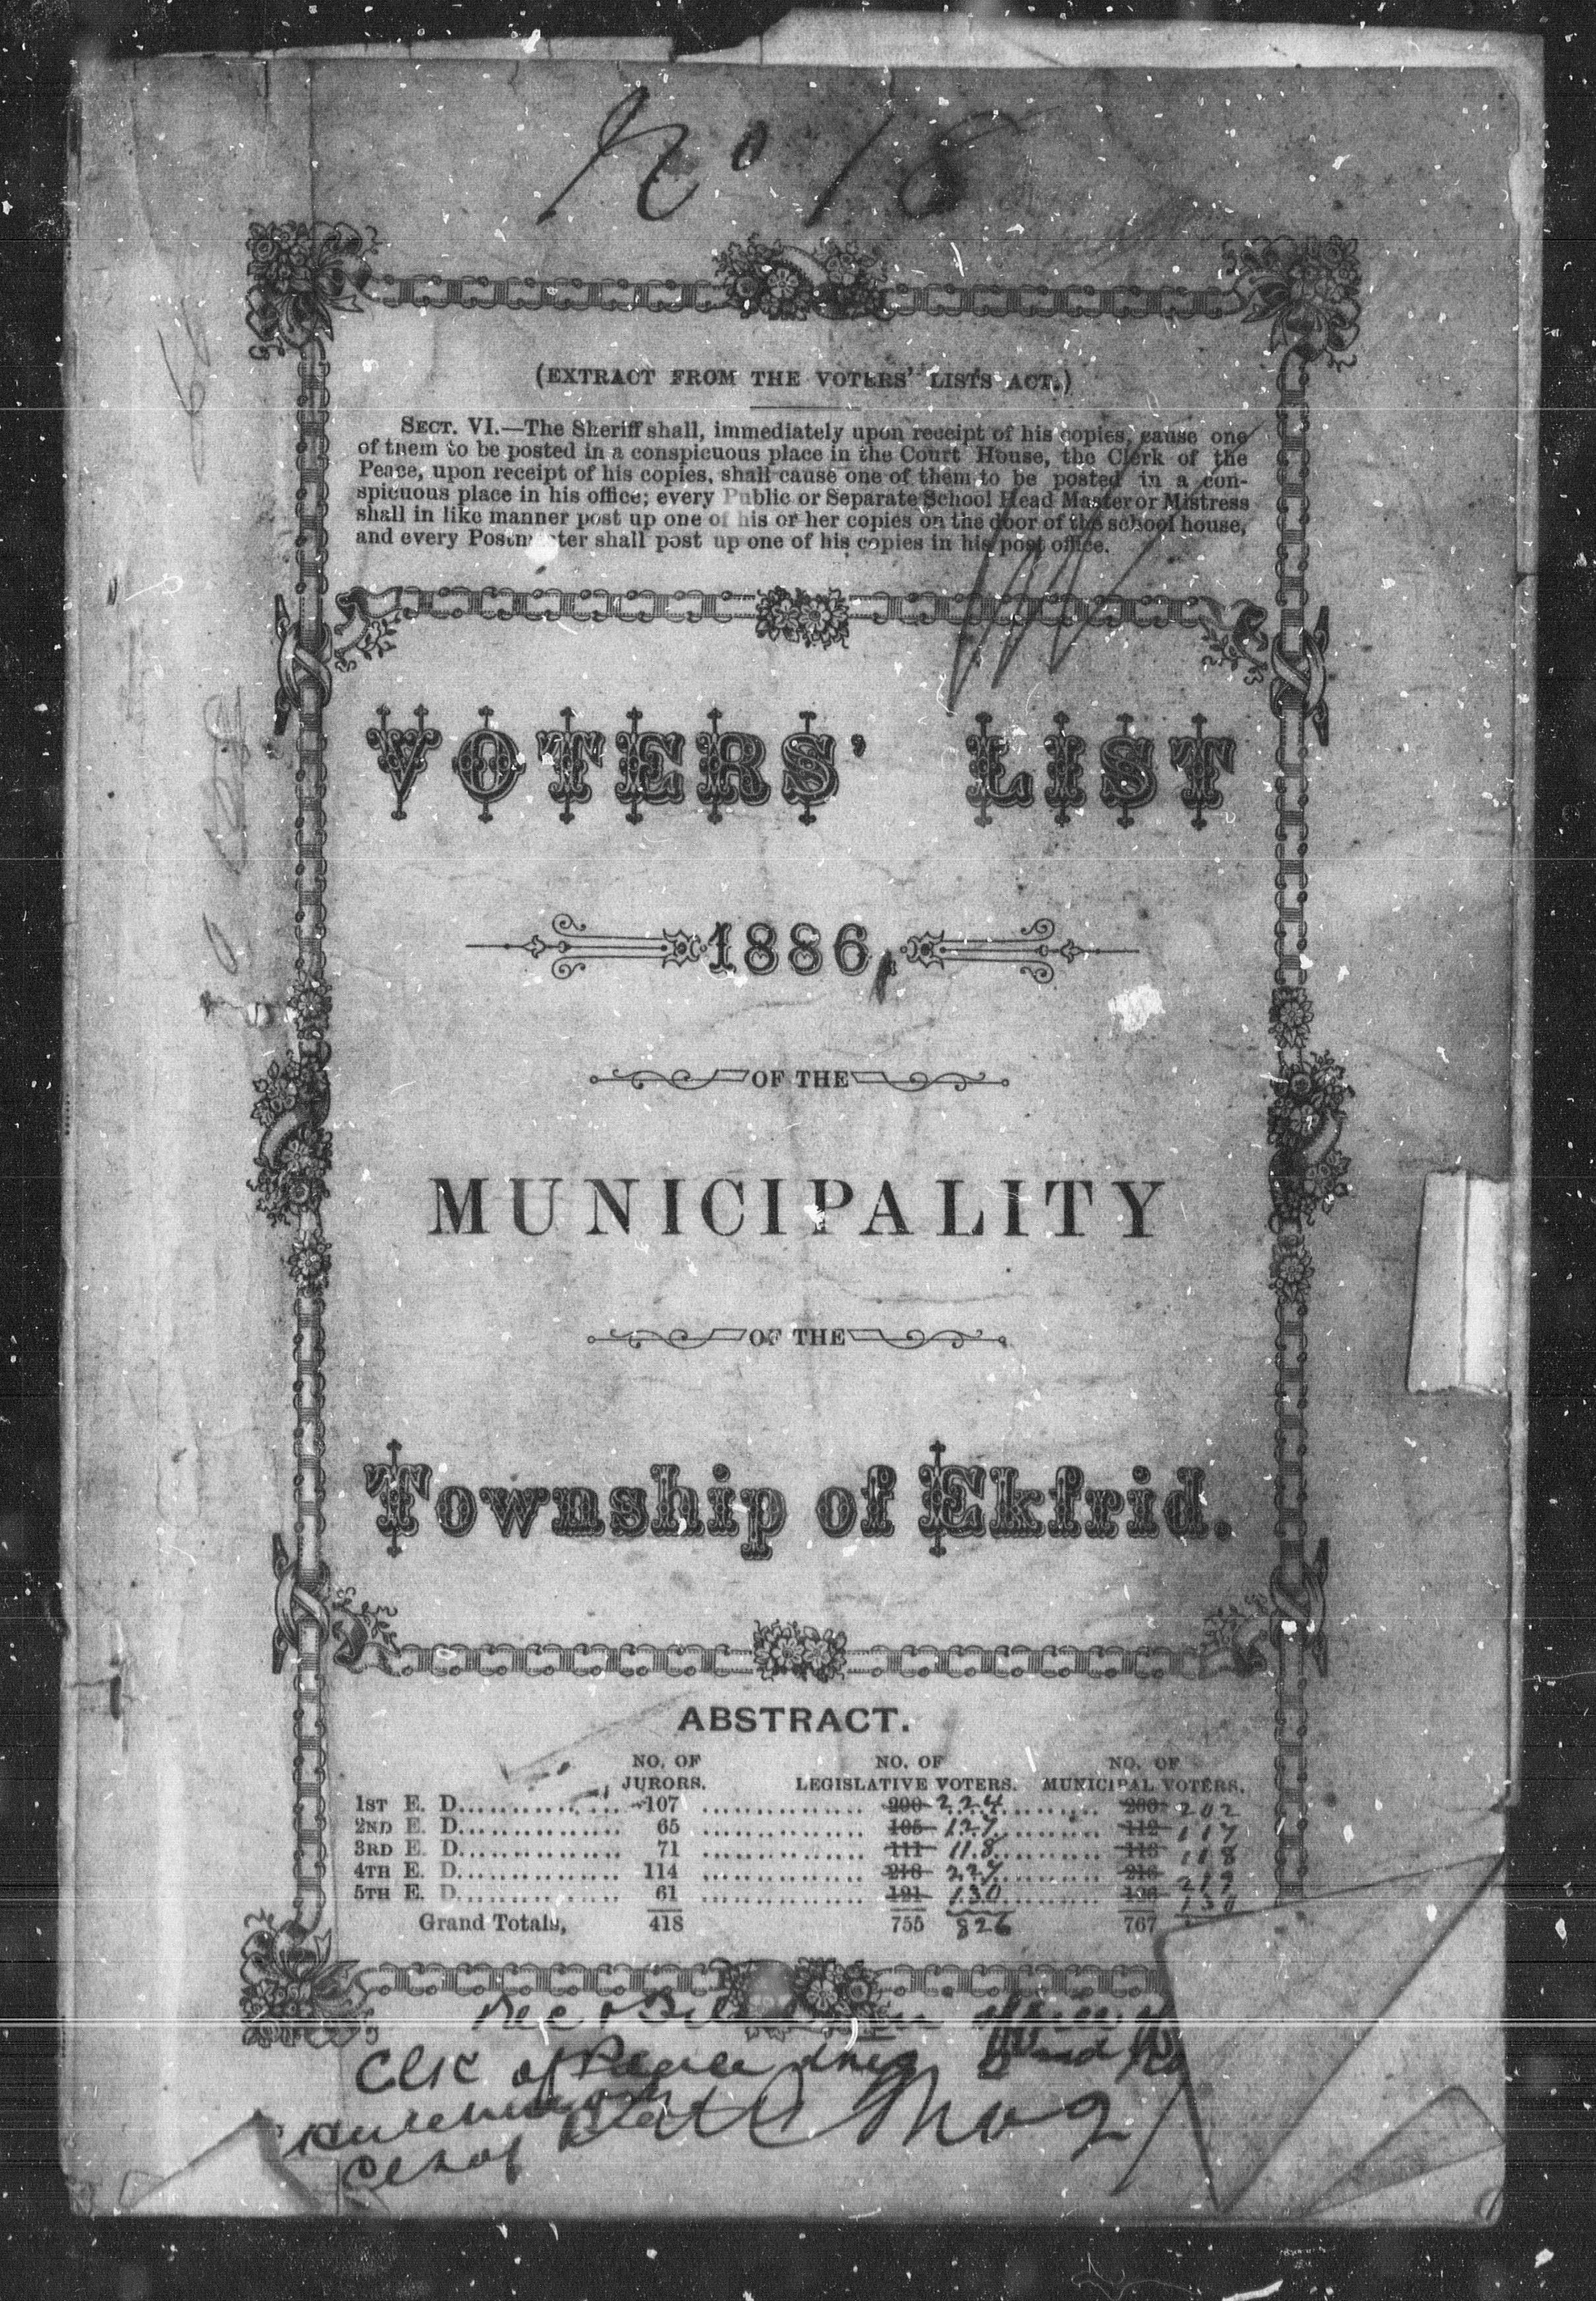 No 18
(EXTRACT FROM THE VOTERS' LISTS ACT.)
SECT. VI.—The Sheriff shall, immediately upon receipt of his copies, cause one
of them to be posted in a conspicuous place in the Court House, the Clerk of the
Peace, upon receipt of his copies, shall cause one of them to be posted in a con-
spicuous place in his office; every Public or Separate School Head Master or Mistress
shall in like manner post up one of his or her copies on the door of the school house,
and every Postmaster shall post up one of his copies in his post office.
VOTERS' LIST
1886,
OF THE
MUNICIPALITY
OF THE
Township of Ekfrid.
ABSTRACT.
NO. OF NO. OF NO. OF
JURORS. LEGISLATIVE VOTERS. MUNICIPAL VOTERS.
1ST E. D. 107 200 224 202
2ND E. D. 65 105 127 112 117
3RD E. D. 71 111 118 118
4TH E. D. 114 218 227 219
5TH E. D. 61 121 130 130
Grand Totals, 418 755 826 767
office of
Clk of Peace